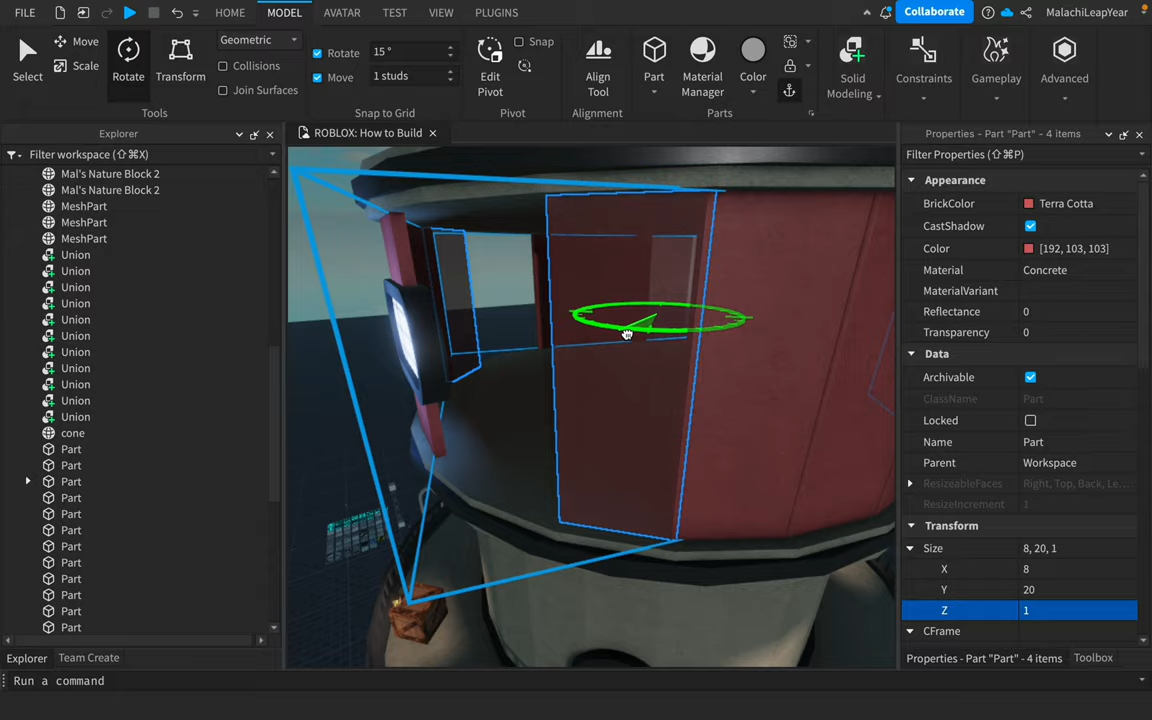 FILE HOME MODEL AVATAR TEST VIEW PLUGINS Collaborate MalachiLeapYear
Select Move Scale Rotate Transform
Geometric
Collisions
Join Surfaces
Tools
Rotate 15 °
Move 1 studs
Snap to Grid
Edit Pivot
Snap
Pivot
Align Tool
Alignment
Part Material Manager Color
Parts
Solid Modeling
Constraints
Gameplay
Advanced
Explorer
Filter workspace (⇧⌘X)
Mal's Nature Block 2
Mal's Nature Block 2
MeshPart
MeshPart
MeshPart
Union
Union
Union
Union
Union
Union
Union
Union
Union
Union
Union
cone
Part
Part
Part
Part
Part
Part
Part
Part
Part
Part
Part
Part
Explorer Team Create
ROBLOX: How to Build
Properties - Part "Part" - 4 items
Filter Properties (⇧⌘P)
Appearance
BrickColor Terra Cotta
CastShadow
Color [192, 103, 103]
Material Concrete
MaterialVariant
Reflectance 0
Transparency 0
Data
Archivable
ClassName Part
Locked
Name Part
Parent Workspace
ResizeableFaces Right, Top, Back, Le...
ResizeIncrement 1
Transform
Size 8, 20, 1
X 8
Y 20
Z 1
CFrame
Properties - Part "Part" - 4 items Toolbox
Run a command